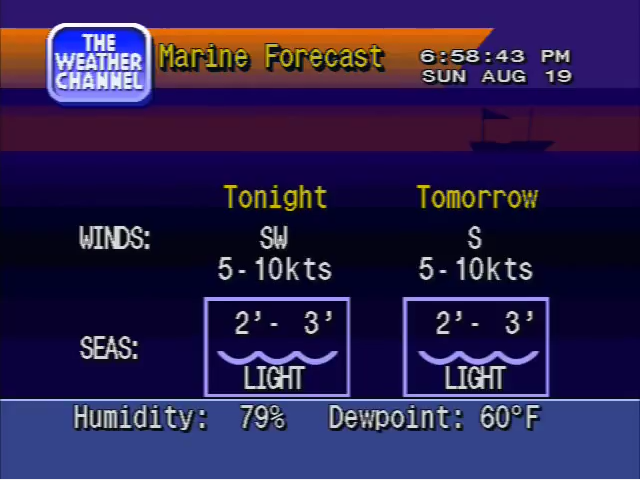 THE
WEATHER
CHANNEL
Marine Forecast
6:58:43 PM
SUN AUG 19
Tonight Tomorrow
WINDS: SW S
5-10kts 5-10kts
SEAS: 2'- 3' 2'- 3'
LIGHT LIGHT
Humidity: 79% Dewpoint: 60°F